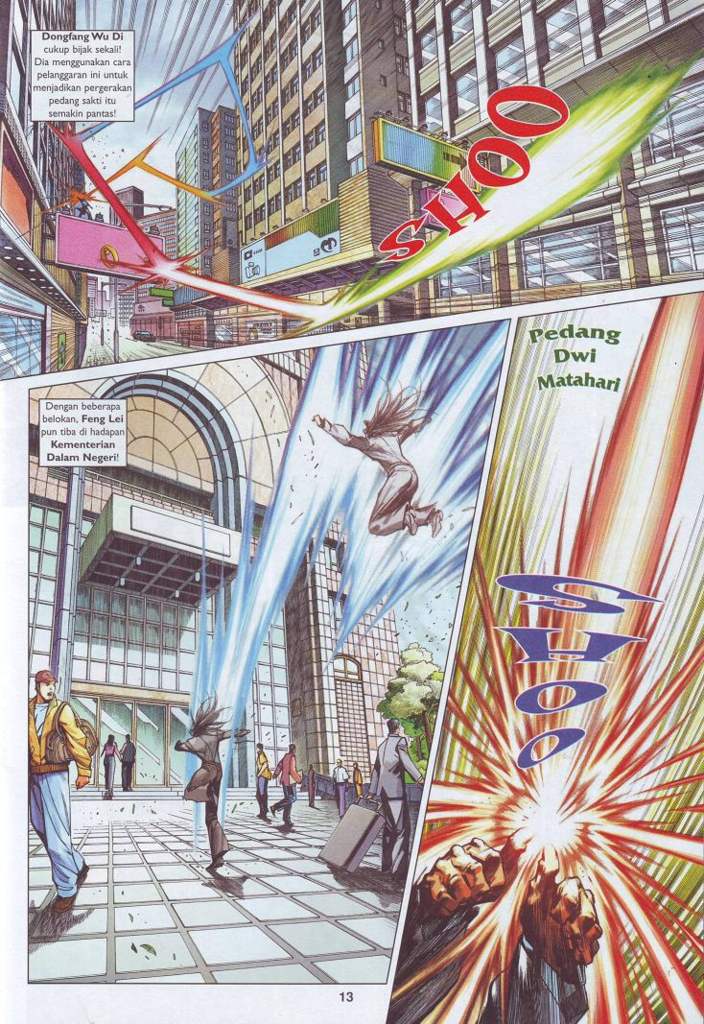 Dongfang Wu Di
cukup bijak sekali!
Dia menggunakan cara
pelanggaran ini untuk
menjadikan pergerakan
pedang sakti itu
semakin pantas!
SHOO
Dengan beberapa
belokan, Feng Lei
pun tiba di hadapan
Kementerian
Dalam Negeri!
Pedang
Dwi
Matahari
SHOO
13